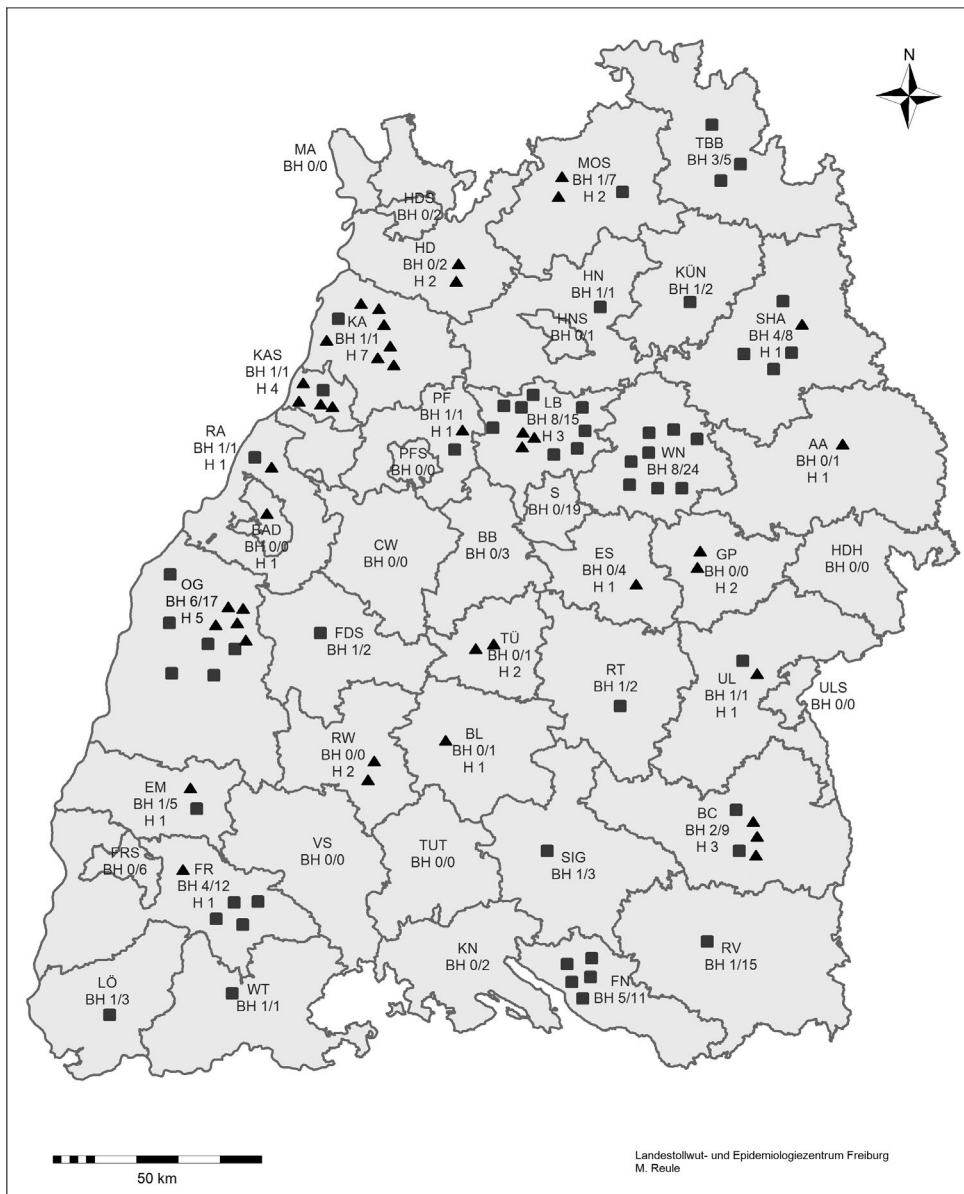 N
TBB
BH 3/5
MA
BH 0/0
MOS
BH 1/7
H 2
HDS
BH 0/2
HD
BH 0/2
H 2
HN
BH 1/1
KÜN
BH 1/2
HNS
BH 0/1
SHA
BH 4/8
H 1
KA
BH 1/1
H 7
KAS
BH 1/1
H 4
PF
BH 1/1
H 1
LB
BH 8/15
H 3
RA
BH 1/1
H 1
PFS
BH 0/0
WN
BH 8/24
AA
BH 0/1
H 1
S
BH 0/19
BAD
BH 0/0
H 1
CW
BH 0/0
BB
BH 0/3
ES
BH 0/4
H 1
GP
BH 0/0
H 2
HDH
BH 0/0
OG
BH 6/17
H 5
FDS
BH 1/2
TÜ
BH 0/1
H 2
RT
BH 1/2
UL
BH 1/1
H 1
ULS
BH 0/0
RW
BH 0/0
H 2
BL
BH 0/1
H 1
EM
BH 1/5
H 1
BC
BH 2/9
H 3
VS
BH 0/0
TUT
BH 0/0
FRS
BH 0/6
FR
BH 4/12
H 1
SIG
BH 1/3
KN
BH 0/2
RV
BH 1/15
LÖ
BH 1/3
WT
BH 1/1
FN
BH 5/11
50 km
Landestollwut- und Epidemiologiezentrum Freiburg
M. Reule